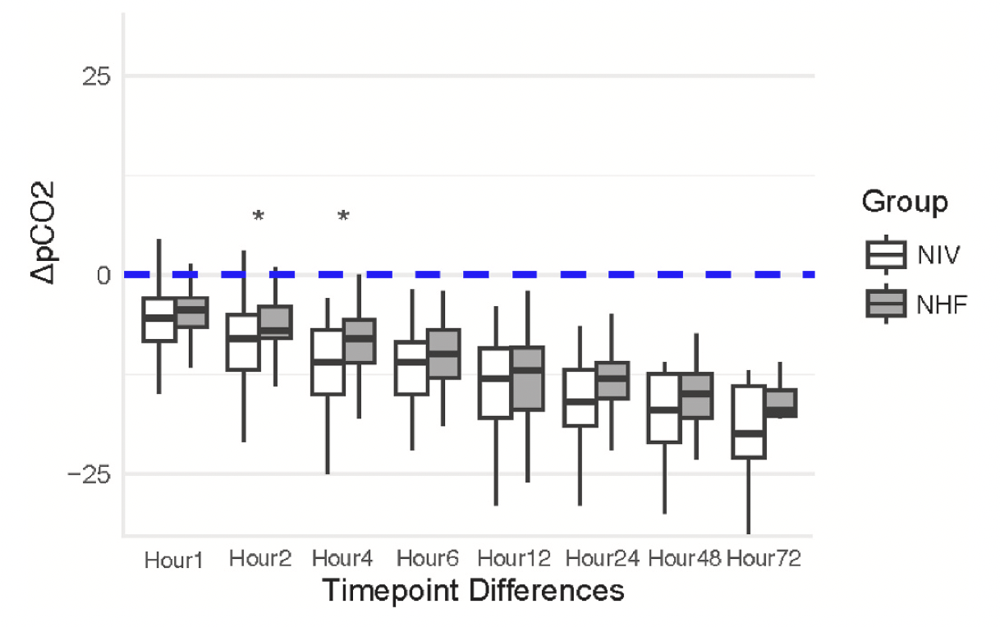 25
0
−25
ΔpCO2
*
*
Hour1 Hour2 Hour4 Hour6 Hour12 Hour24 Hour48 Hour72
Timepoint Differences
Group
NIV
NHF